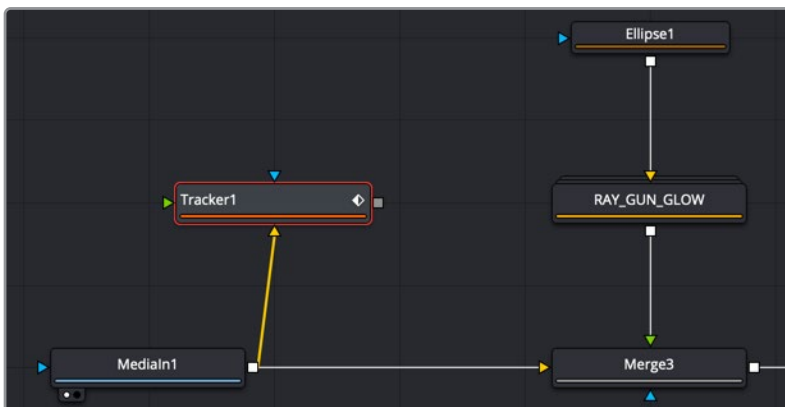 Ellipse1
Tracker1
RAY_GUN_GLOW
MediaIn1
Merge3